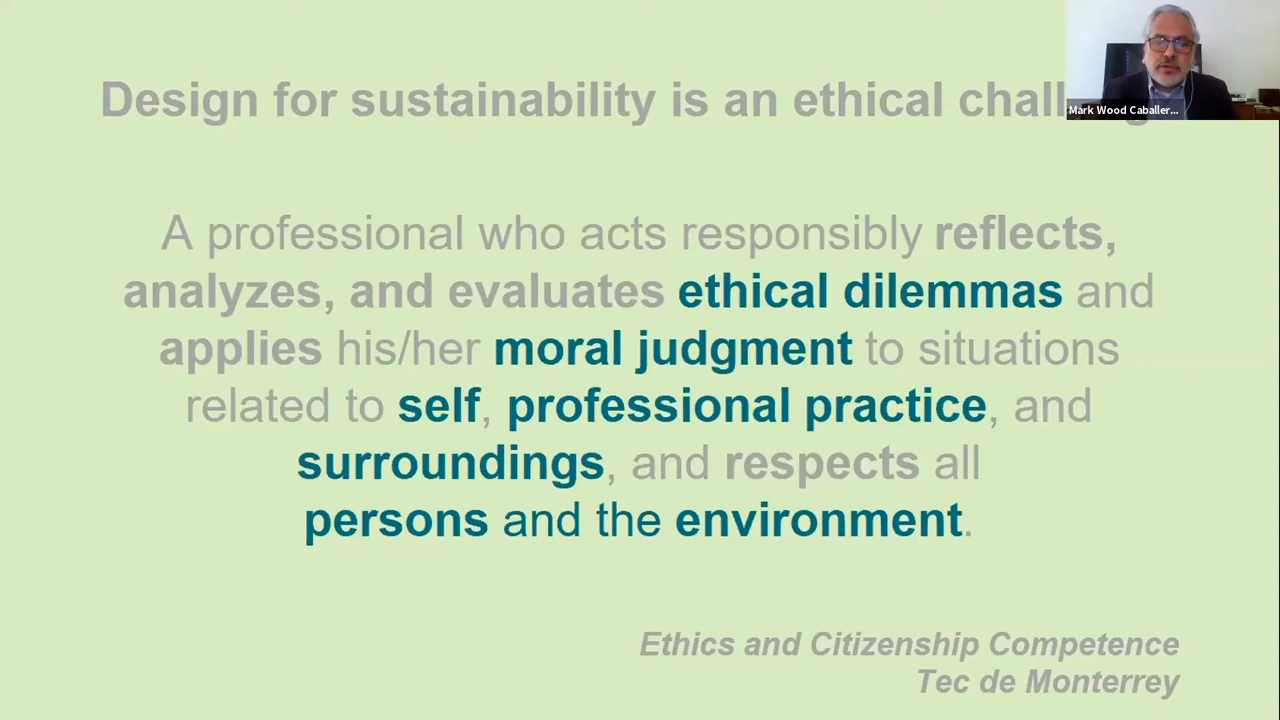 Design for sustainability is an ethical
A professional who acts responsibly reflects,
analyzes, and evaluates ethical dilemmas and
applies his/her moral judgment to situations
related to self, professional practice, and
surroundings, and respects all
persons and the environment.
Ethics and Citizenship Competence
Tec de Monterrey
Mark Wood Caballer...